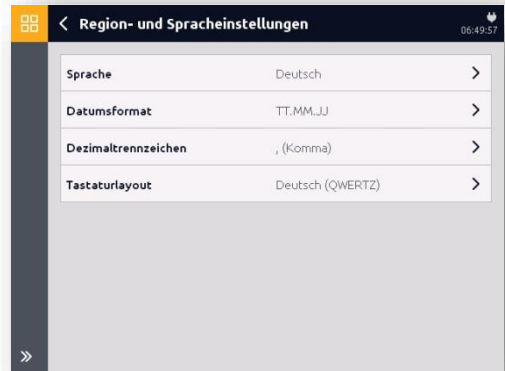 Region- und Spracheinstellungen
06:49:57
Sprache Deutsch
Datumsformat TT.MM.JJ
Dezimaltrennzeichen , (Komma)
Tastaturlayout Deutsch (QWERTZ)